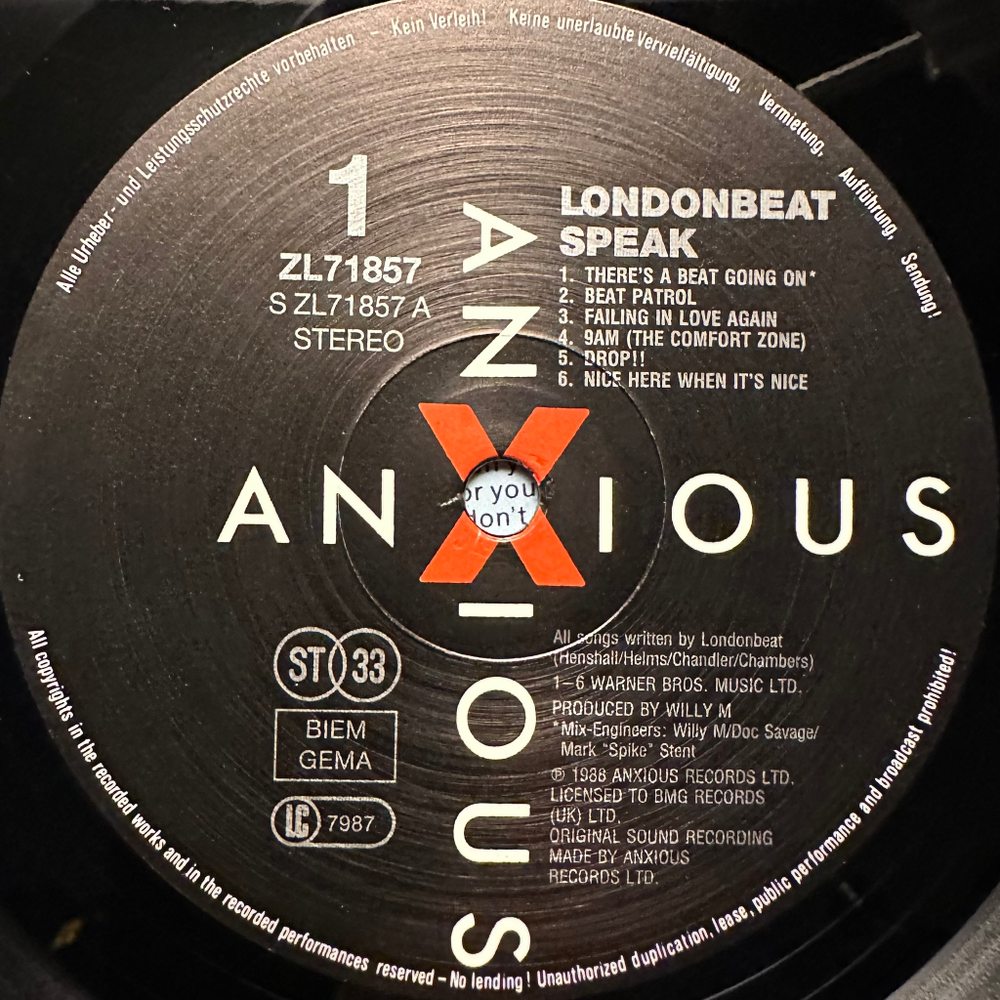 Alle Urheber- und Leistungsschutzrechte vorbehalten – Kein Verleih! Keine unerlaubte Vervielfältigung, Vermietung, Aufführung, Sendung!
1
ZL71857
S ZL71857 A
STEREO
LONDONBEAT
SPEAK
1. THERE'S A BEAT GOING ON*
2. BEAT PATROL
3. FAILING IN LOVE AGAIN
4. 9AM (THE COMFORT ZONE)
5. DROP!!
6. NICE HERE WHEN IT'S NICE
ANXIOUS
ANXIOUS
or you
don't
ST 33
BIEM
GEMA
LC 7987
All songs written by Londonbeat
(Henshall/Helms/Chandler/Chambers)
1–6 WARNER BROS. MUSIC LTD.
PRODUCED BY WILLY M
*Mix-Engineers: Willy M/Doc Savage/
Mark "Spike" Stent
℗ 1988 ANXIOUS RECORDS LTD.
LICENSED TO BMG RECORDS
(UK) LTD.
ORIGINAL SOUND RECORDING
MADE BY ANXIOUS
RECORDS LTD.
All copyrights in the recorded works and in the recorded performances reserved – No lending! Unauthorized duplication, lease, public performance and broadcast prohibited!